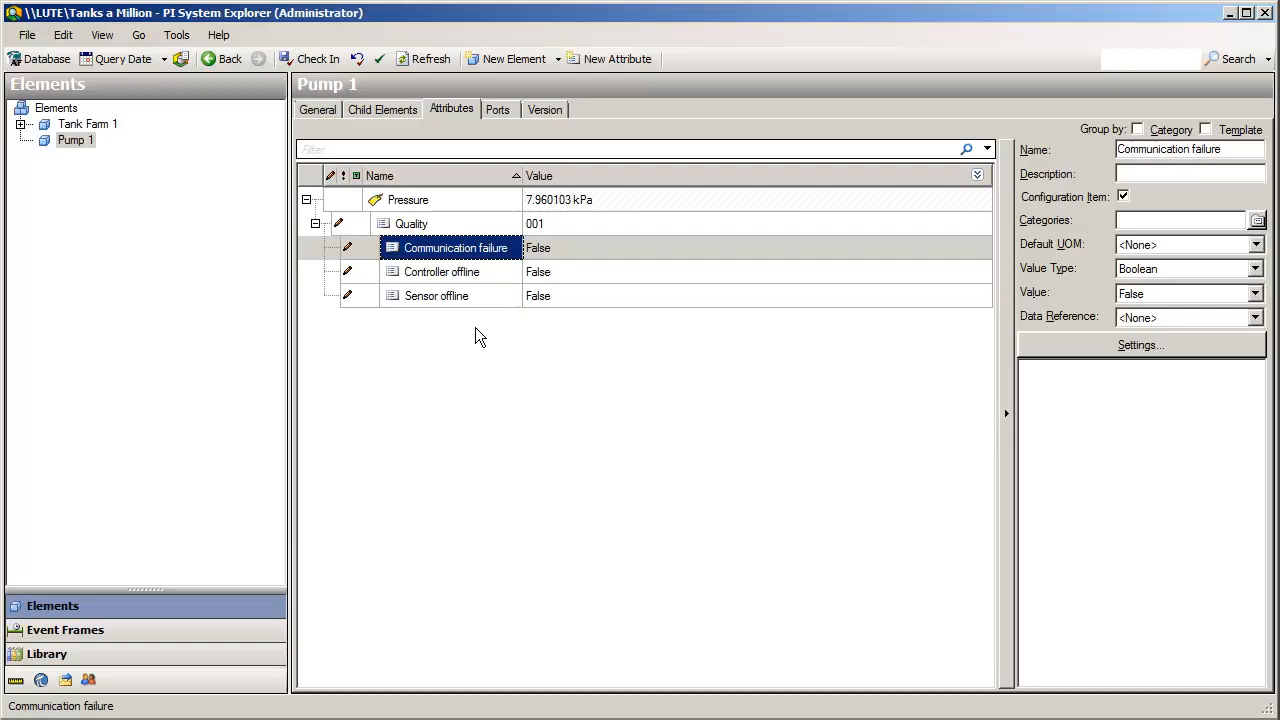 \\LUTE\Tanks a Million - PI System Explorer (Administrator)
File Edit View Go Tools Help
Database Query Date Back Check In Refresh New Element New Attribute Search
Elements
Elements
Tank Farm 1
Pump 1
Pump 1
General Child Elements Attributes Ports Version
Group by: Category Template
Filter
Name Value
Pressure 7.960103 kPa
Quality 001
Communication failure False
Controller offline False
Sensor offline False
Name: Communication failure
Description:
Configuration Item:
Categories:
Default UOM: <None>
Value Type: Boolean
Value: False
Data Reference: <None>
Settings...
Elements
Event Frames
Library
Communication failure